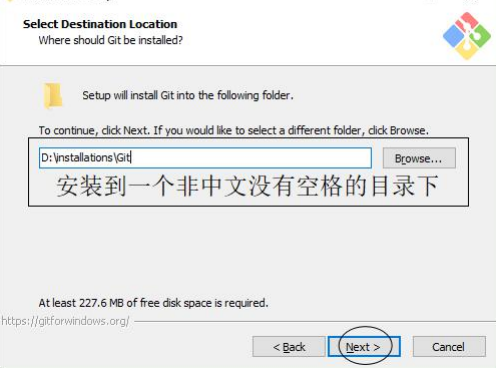 Select Destination Location
Where should Git be installed?
Setup will install Git into the following folder.
To continue, click Next. If you would like to select a different folder, click Browse.
D:\installations\Git
Browse...
安装到一个非中文没有空格的目录下
At least 227.6 MB of free disk space is required.
https://gitforwindows.org/
< Back
Next >
Cancel